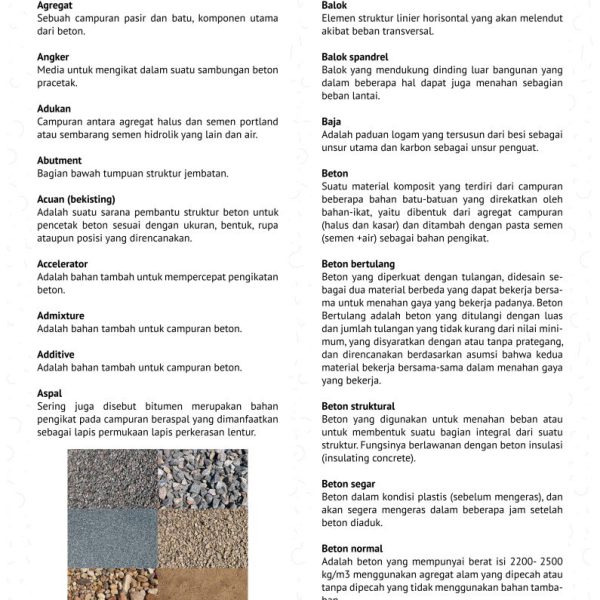 Agregat
Sebuah campuran pasir dan batu, komponen utama
dari beton.
Angker
Media untuk mengikat dalam suatu sambungan beton
pracetak.
Adukan
Campuran antara agregat halus dan semen portland
atau sembarang semen hidrolik yang lain dan air.
Abutment
Bagian bawah tumpuan struktur jembatan.
Acuan (bekisting)
Adalah suatu sarana pembantu struktur beton untuk
pencetak beton sesuai dengan ukuran, bentuk, rupa
ataupun posisi yang direncanakan.
Accelerator
Adalah bahan tambah untuk mempercepat pengikatan
beton.
Admixture
Adalah bahan tambah untuk campuran beton.
Additive
Adalah bahan tambah untuk campuran beton.
Aspal
Sering juga disebut bitumen merupakan bahan
pengikat pada campuran beraspal yang dimanfaatkan
sebagai lapis permukaan lapis perkerasan lentur.
Balok
Elemen struktur linier horisontal yang akan melendut
akibat beban transversal.
Balok spandrel
Balok yang mendukung dinding luar bangunan yang
dalam beberapa hal dapat juga menahan sebagian
beban lantai.
Baja
Adalah paduan logam yang tersusun dari besi sebagai
unsur utama dan karbon sebagai unsur penguat.
Beton
Suatu material komposit yang terdiri dari campuran
beberapa bahan batu-batuan yang direkatkan oleh
bahan-ikat, yaitu dibentuk dari agregat campuran
(halus dan kasar) dan ditambah dengan pasta semen
(semen +air) sebagai bahan pengikat.
Beton bertulang
Beton yang diperkuat dengan tulangan, didesain se-
bagai dua material berbeda yang dapat bekerja bersa-
ma untuk menahan gaya yang bekerja padanya. Beton
Bertulang adalah beton yang ditulangi dengan luas
dan jumlah tulangan yang tidak kurang dari nilai mini-
mum, yang disyaratkan dengan atau tanpa prategang,
dan direncanakan berdasarkan asumsi bahwa kedua
material bekerja bersama-sama dalam menahan gaya
yang bekerja.
Beton struktural
Beton yang digunakan untuk menahan beban atau
untuk membentuk suatu bagian integral dari suatu
struktur. Fungsinya berlawanan dengan beton insulasi
(insulating concrete).
Beton segar
Beton dalam kondisi plastis (sebelum mengeras), dan
akan segera mengeras dalam beberapa jam setelah
beton diaduk.
Beton normal
Adalah beton yang mempunyai berat isi 2200- 2500
kg/m3 menggunakan agregat alam yang dipecah atau
tanpa dipecah yang tidak menggunakan bahan tamba-
han.